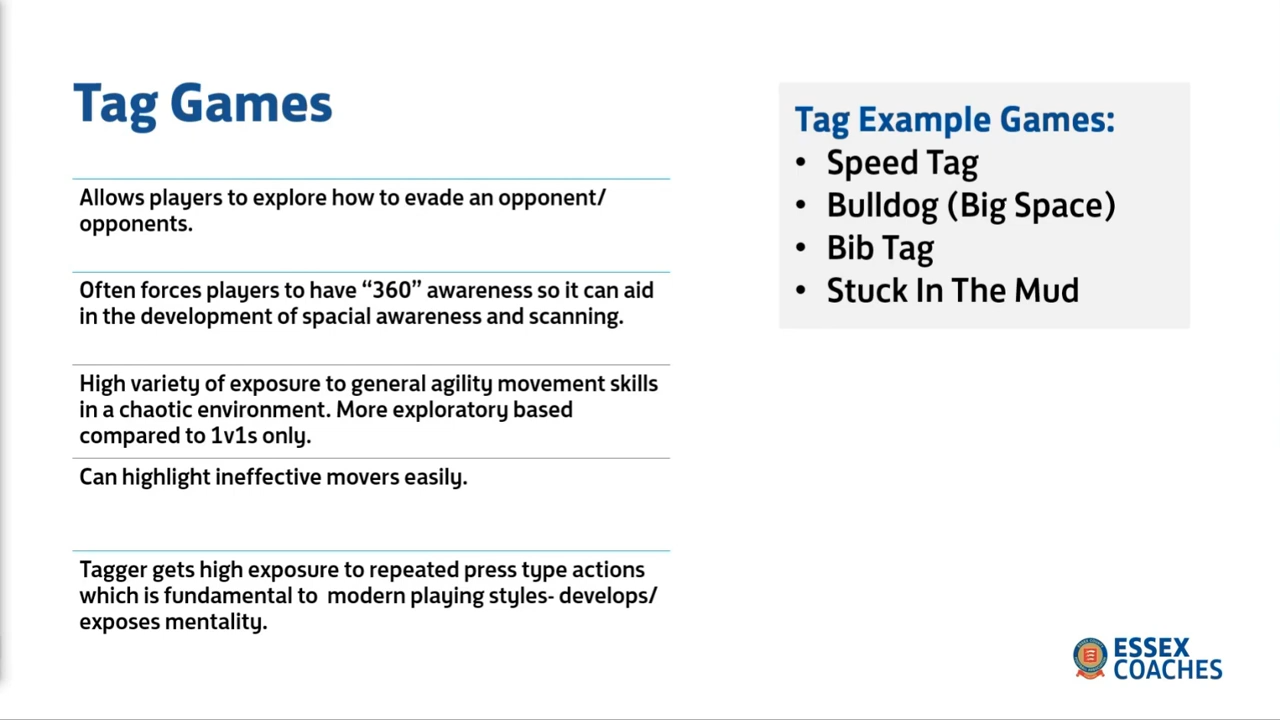 Tag Games
Allows players to explore how to evade an opponent/
opponents.
Often forces players to have “360” awareness so it can aid
in the development of spacial awareness and scanning.
High variety of exposure to general agility movement skills
in a chaotic environment. More exploratory based
compared to 1v1s only.
Can highlight ineffective movers easily.
Tagger gets high exposure to repeated press type actions
which is fundamental to  modern playing styles- develops/
exposes mentality.
Tag Example Games:
• Speed Tag
• Bulldog (Big Space)
• Bib Tag
• Stuck In The Mud
ESSEX
COACHES